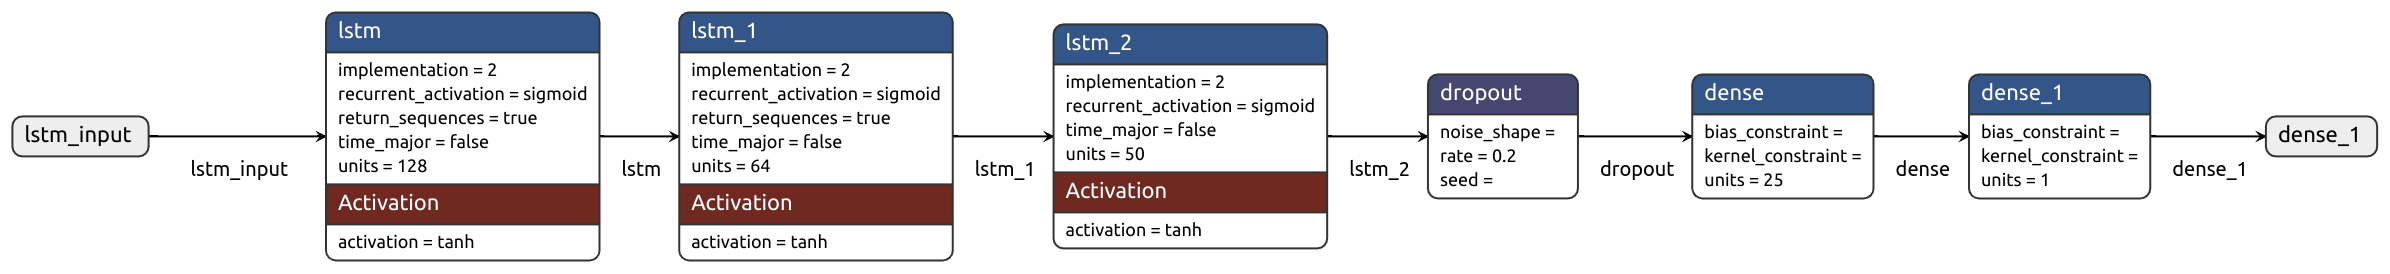 lstm_input
lstm_input
lstm
implementation = 2
recurrent_activation = sigmoid
return_sequences = true
time_major = false
units = 128
Activation
activation = tanh
lstm
lstm_1
implementation = 2
recurrent_activation = sigmoid
return_sequences = true
time_major = false
units = 64
Activation
activation = tanh
lstm_1
lstm_2
implementation = 2
recurrent_activation = sigmoid
time_major = false
units = 50
Activation
activation = tanh
lstm_2
dropout
noise_shape =
rate = 0.2
seed =
dropout
dense
bias_constraint =
kernel_constraint =
units = 25
dense
dense_1
bias_constraint =
kernel_constraint =
units = 1
dense_1
dense_1